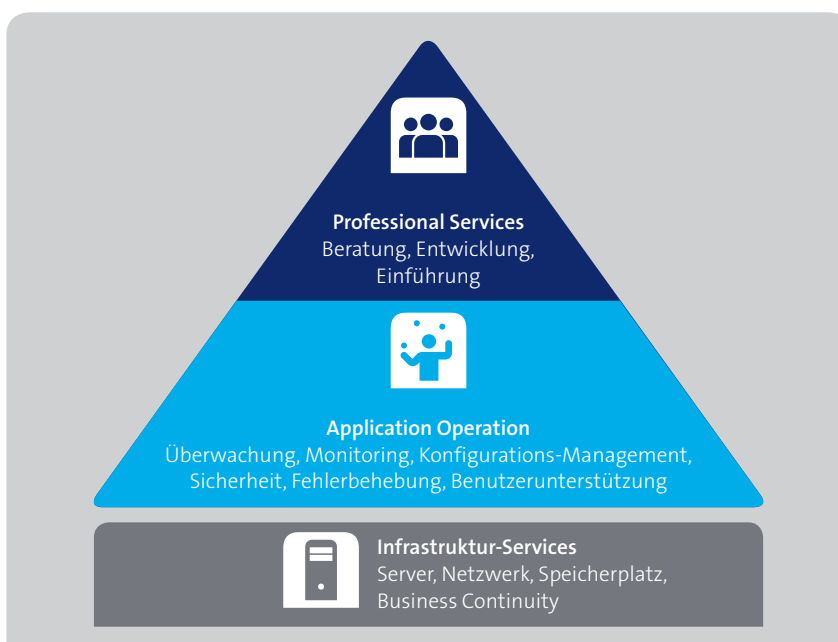 Professional Services
Beratung, Entwicklung,
Einführung
Application Operation
Überwachung, Monitoring, Konfigurations-Management,
Sicherheit, Fehlerbehebung, Benutzerunterstützung
Infrastruktur-Services
Server, Netzwerk, Speicherplatz,
Business Continuity